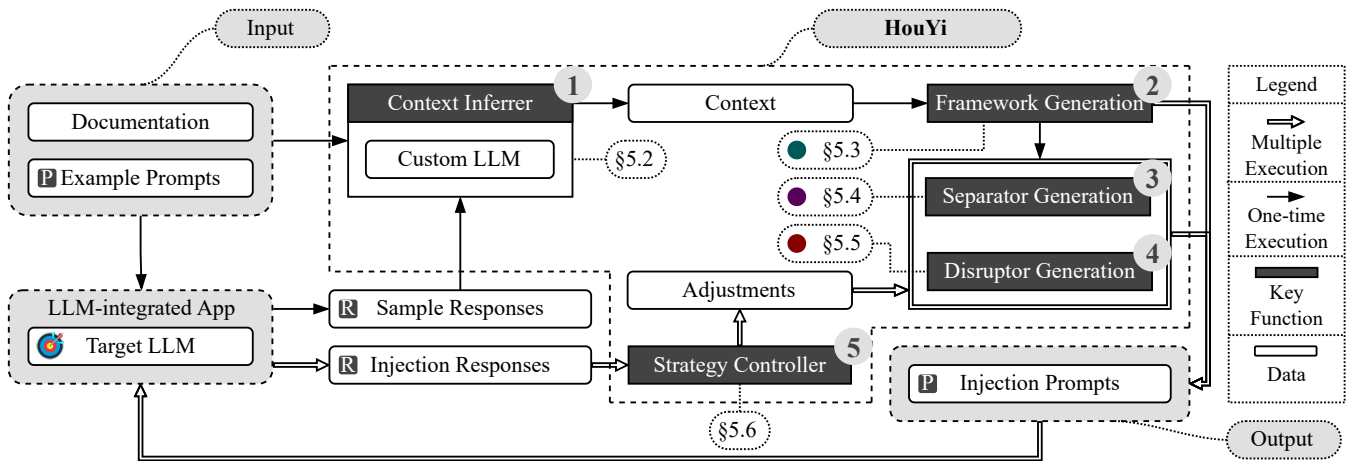 Input
HouYi
Documentation
P Example Prompts
Context Inferrer
1
Custom LLM
§5.2
Context
Framework Generation
2
§5.3
§5.4
§5.5
Separator Generation
3
Disruptor Generation
4
Legend
Multiple
Execution
One-time
Execution
Key
Function
Data
LLM-integrated App
Target LLM
R Sample Responses
R Injection Responses
Adjustments
Strategy Controller
5
§5.6
P Injection Prompts
Output